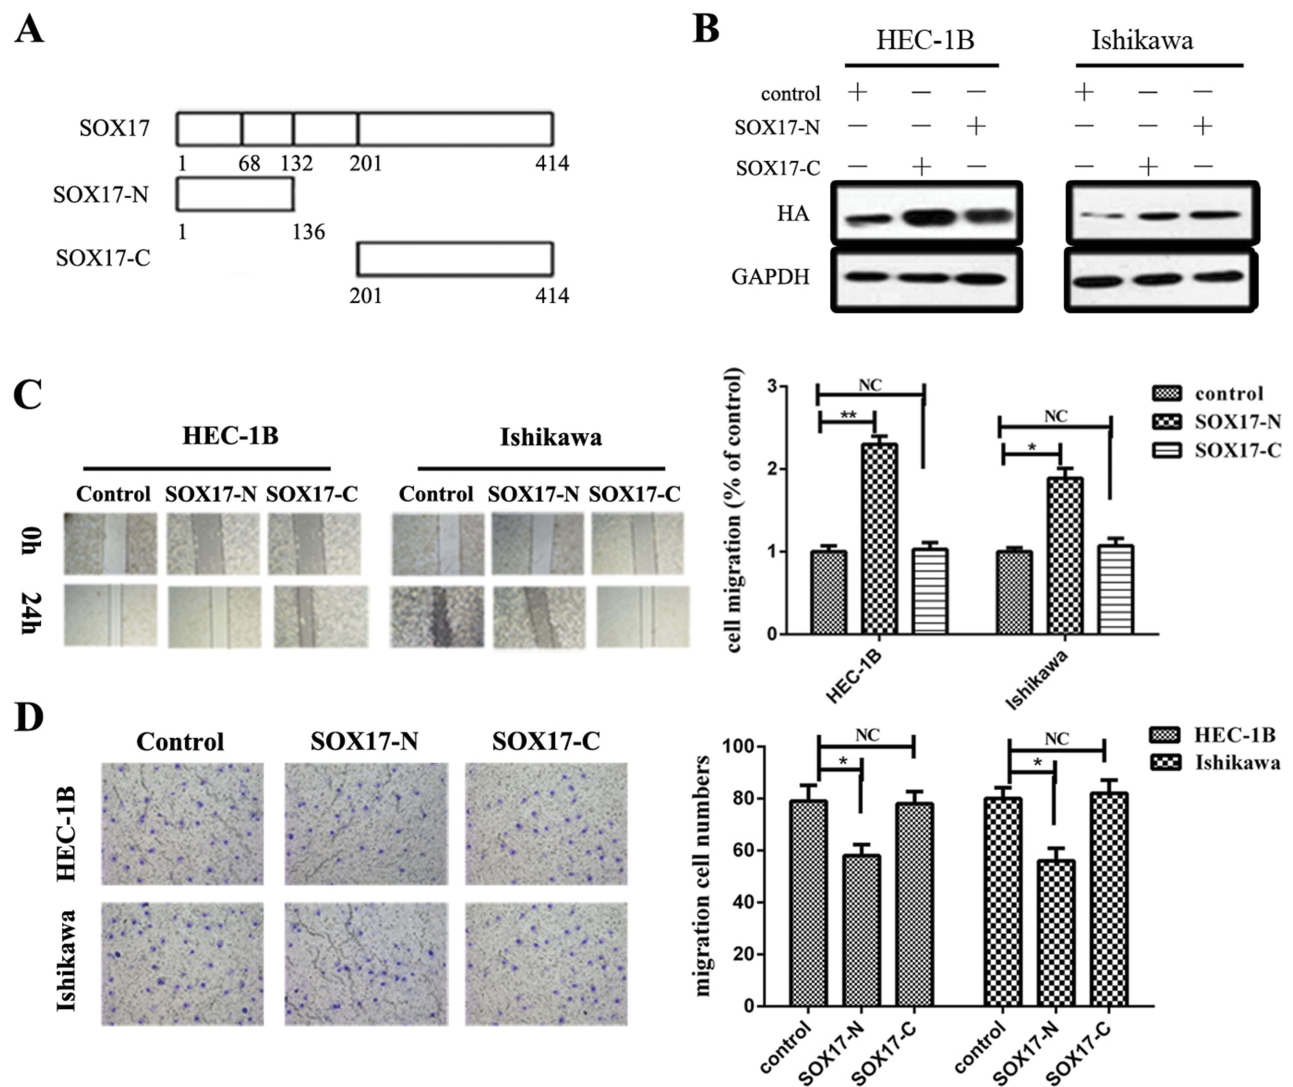 A
SOX17
1 68 132 201 414
SOX17-N
1 136
SOX17-C
201 414
B
HEC-1B Ishikawa
control + − − + − −
SOX17-N − − + − − +
SOX17-C − + − − + −
HA
GAPDH
C
HEC-1B Ishikawa
Control SOX17-N SOX17-C Control SOX17-N SOX17-C
0h
24h
cell migration (% of control)
3
2
1
0
NC
**
NC
*
HEC-1B
Ishikawa
control
SOX17-N
SOX17-C
D
Control SOX17-N SOX17-C
HEC-1B
Ishikawa
migration cell numbers
100
80
60
40
20
0
NC
*
NC
*
control
SOX17-N
SOX17-C
control
SOX17-N
SOX17-C
HEC-1B
Ishikawa